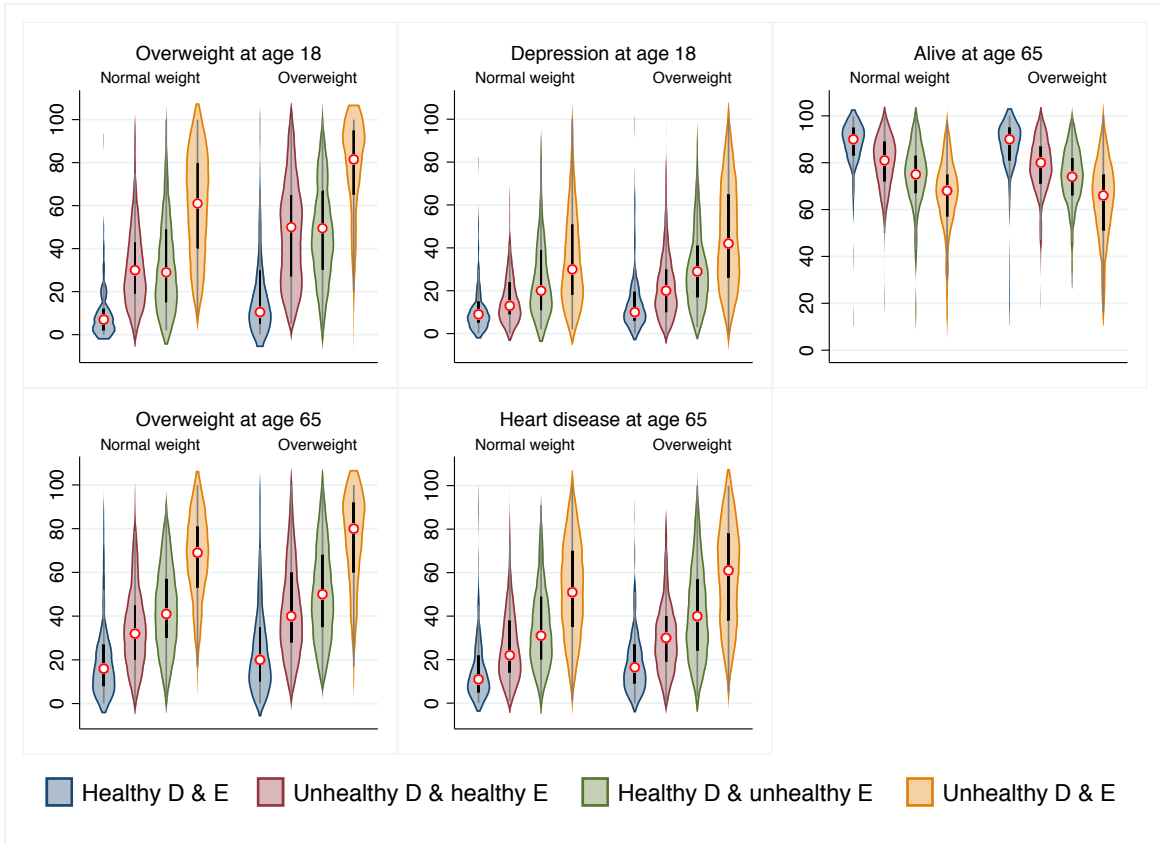 Overweight at age 18
Normal weight Overweight
100
80
60
40
20
0
Depression at age 18
Normal weight Overweight
100
80
60
40
20
0
Alive at age 65
Normal weight Overweight
100
80
60
40
20
0
Overweight at age 65
Normal weight Overweight
100
80
60
40
20
0
Heart disease at age 65
Normal weight Overweight
100
80
60
40
20
0
Healthy D & E Unhealthy D & healthy E Healthy D & unhealthy E Unhealthy D & E